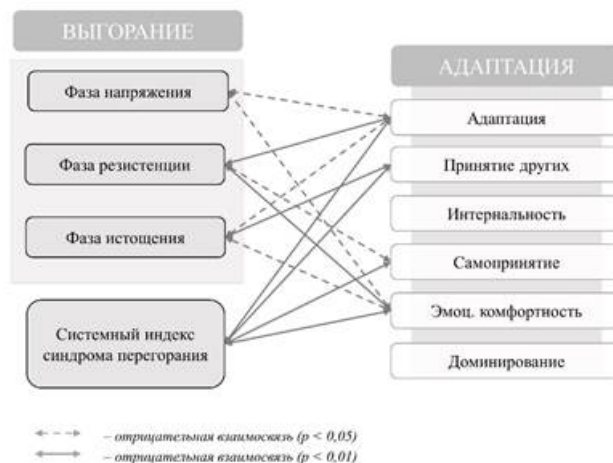 ВЫГОРАНИЕ
Фаза напряжения
Фаза резистенции
Фаза истощения
Системный индекс
синдрома перегорания
АДАПТАЦИЯ
Адаптация
Принятие других
Интернальность
Самопринятие
Эмоц. комфортность
Доминирование
– отрицательная взаимосвязь (p < 0,05)
– отрицательная взаимосвязь (p < 0,01)